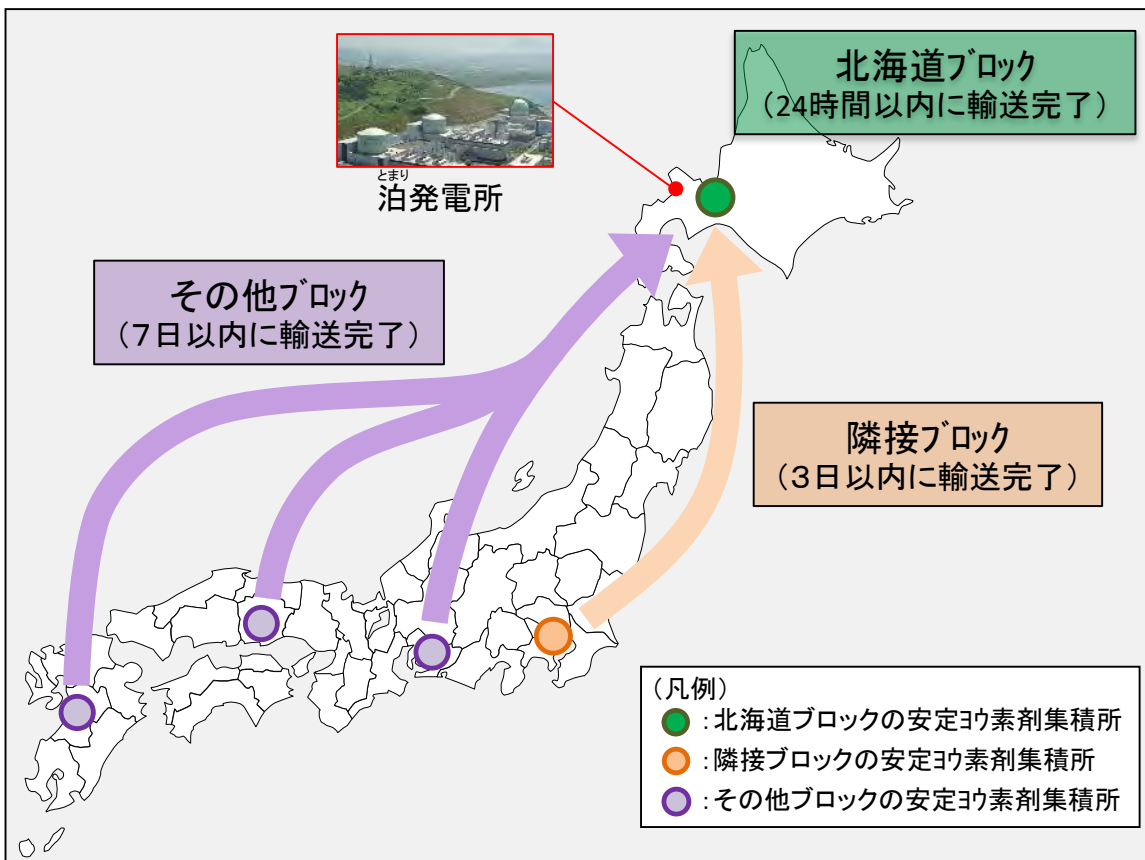 北海道ブロック
（24時間以内に輸送完了）
とまり
泊発電所
その他ブロック
（７日以内に輸送完了）
隣接ブロック
（３日以内に輸送完了）
（凡例）
：北海道ブロックの安定ヨウ素剤集積所
：隣接ブロックの安定ヨウ素剤集積所
：その他ブロックの安定ヨウ素剤集積所